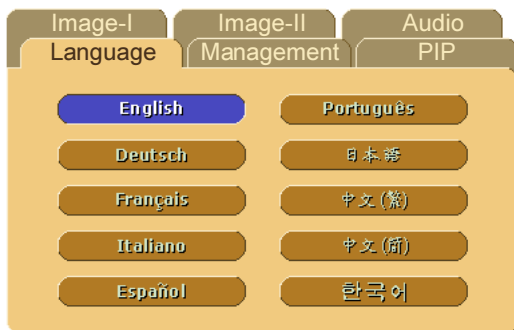 Image-I Image-II Audio
Language Management PIP
English Português
Deutsch 日本語
Français 中文(繁)
Italiano 中文(简)
Español 한국어